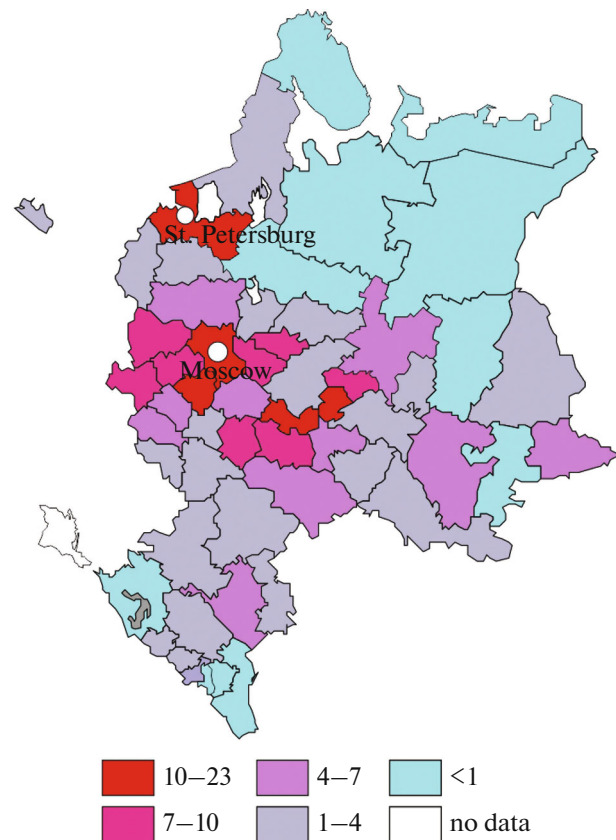 St. Petersburg
Moscow
10–23 4–7 <1
7–10 1–4 no data